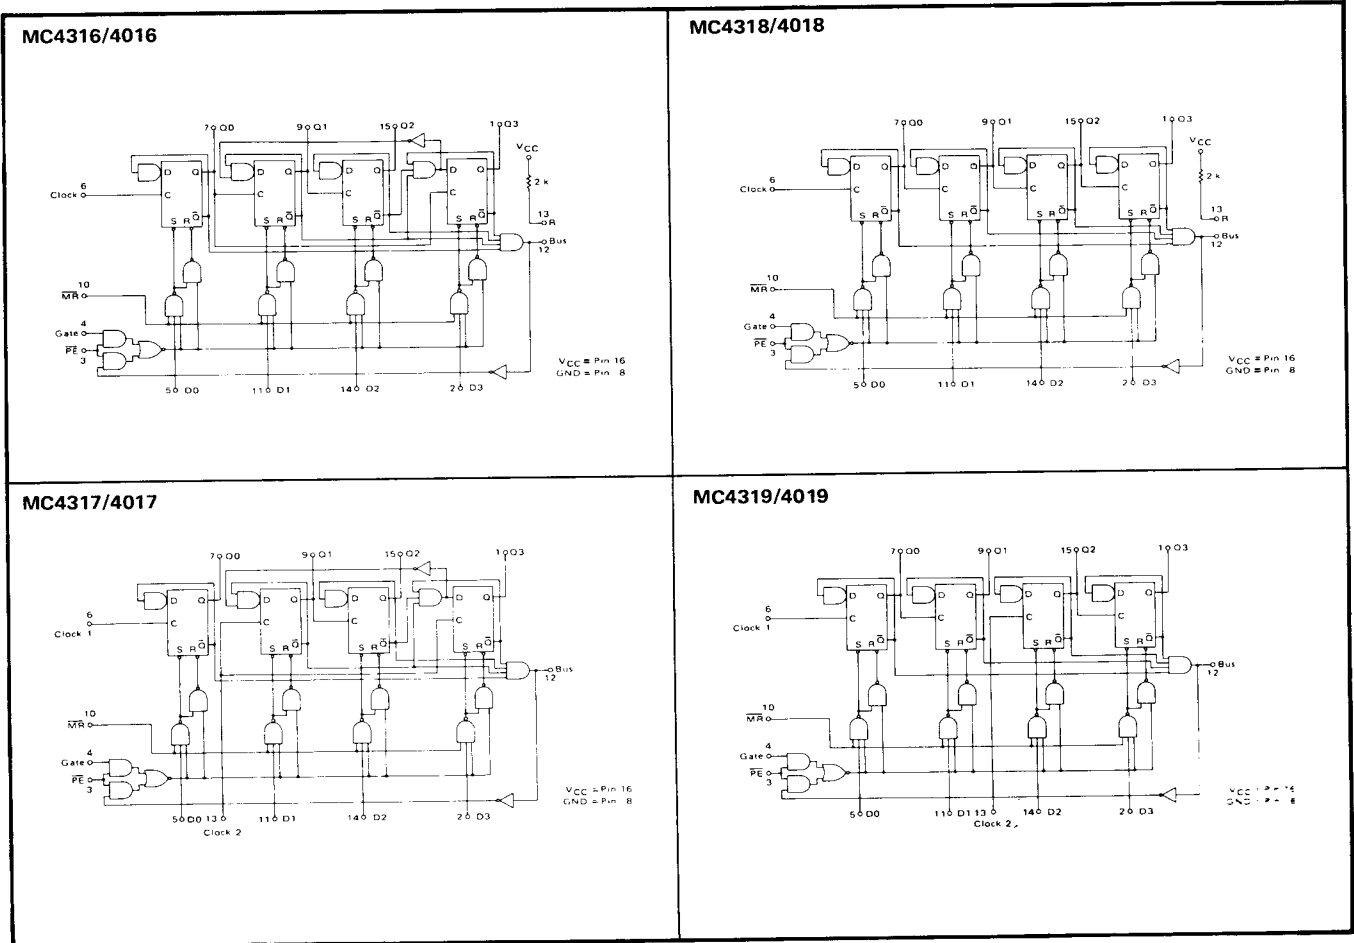 MC4316/4016
7 Q0 9 Q1 15 Q2 1 Q3
VCC
2 k
D Q D Q D Q D Q
6
Clock C C C C
13
R
S R Q̅ S R Q̅ S R Q̅ S R Q̅
Bus
12
10
M̅R̅
4
Gate
P̅E̅
3
VCC = Pin 16
GND = Pin 8
5 D0 11 D1 14 D2 2 D3
MC4318/4018
7 Q0 9 Q1 15 Q2 1 Q3
VCC
2 k
D Q D Q D Q D Q
6
Clock C C C C
13
R
S R Q̅ S R Q̅ S R Q̅ S R Q̅
Bus
12
10
M̅R̅
4
Gate
P̅E̅
3
VCC = Pin 16
GND = Pin 8
5 D0 11 D1 14 D2 2 D3
MC4317/4017
7 Q0 9 Q1 15 Q2 1 Q3
D Q D Q D Q D Q
6
Clock 1 C C C C
S R Q̅ S R Q̅ S R Q̅ S R Q̅
Bus
12
10
M̅R̅
4
Gate
P̅E̅
3
VCC = Pin 16
GND = Pin 8
5 D0 13 11 D1 14 D2 2 D3
Clock 2
MC4319/4019
7 Q0 9 Q1 15 Q2 1 Q3
D Q D Q D Q D Q
6
Clock 1 C C C C
S R Q̅ S R Q̅ S R Q̅ S R Q̅
Bus
12
10
M̅R̅
4
Gate
P̅E̅
3
VCC
GND
5 D0 11 D1 13 14 D2 2 D3
Clock 2